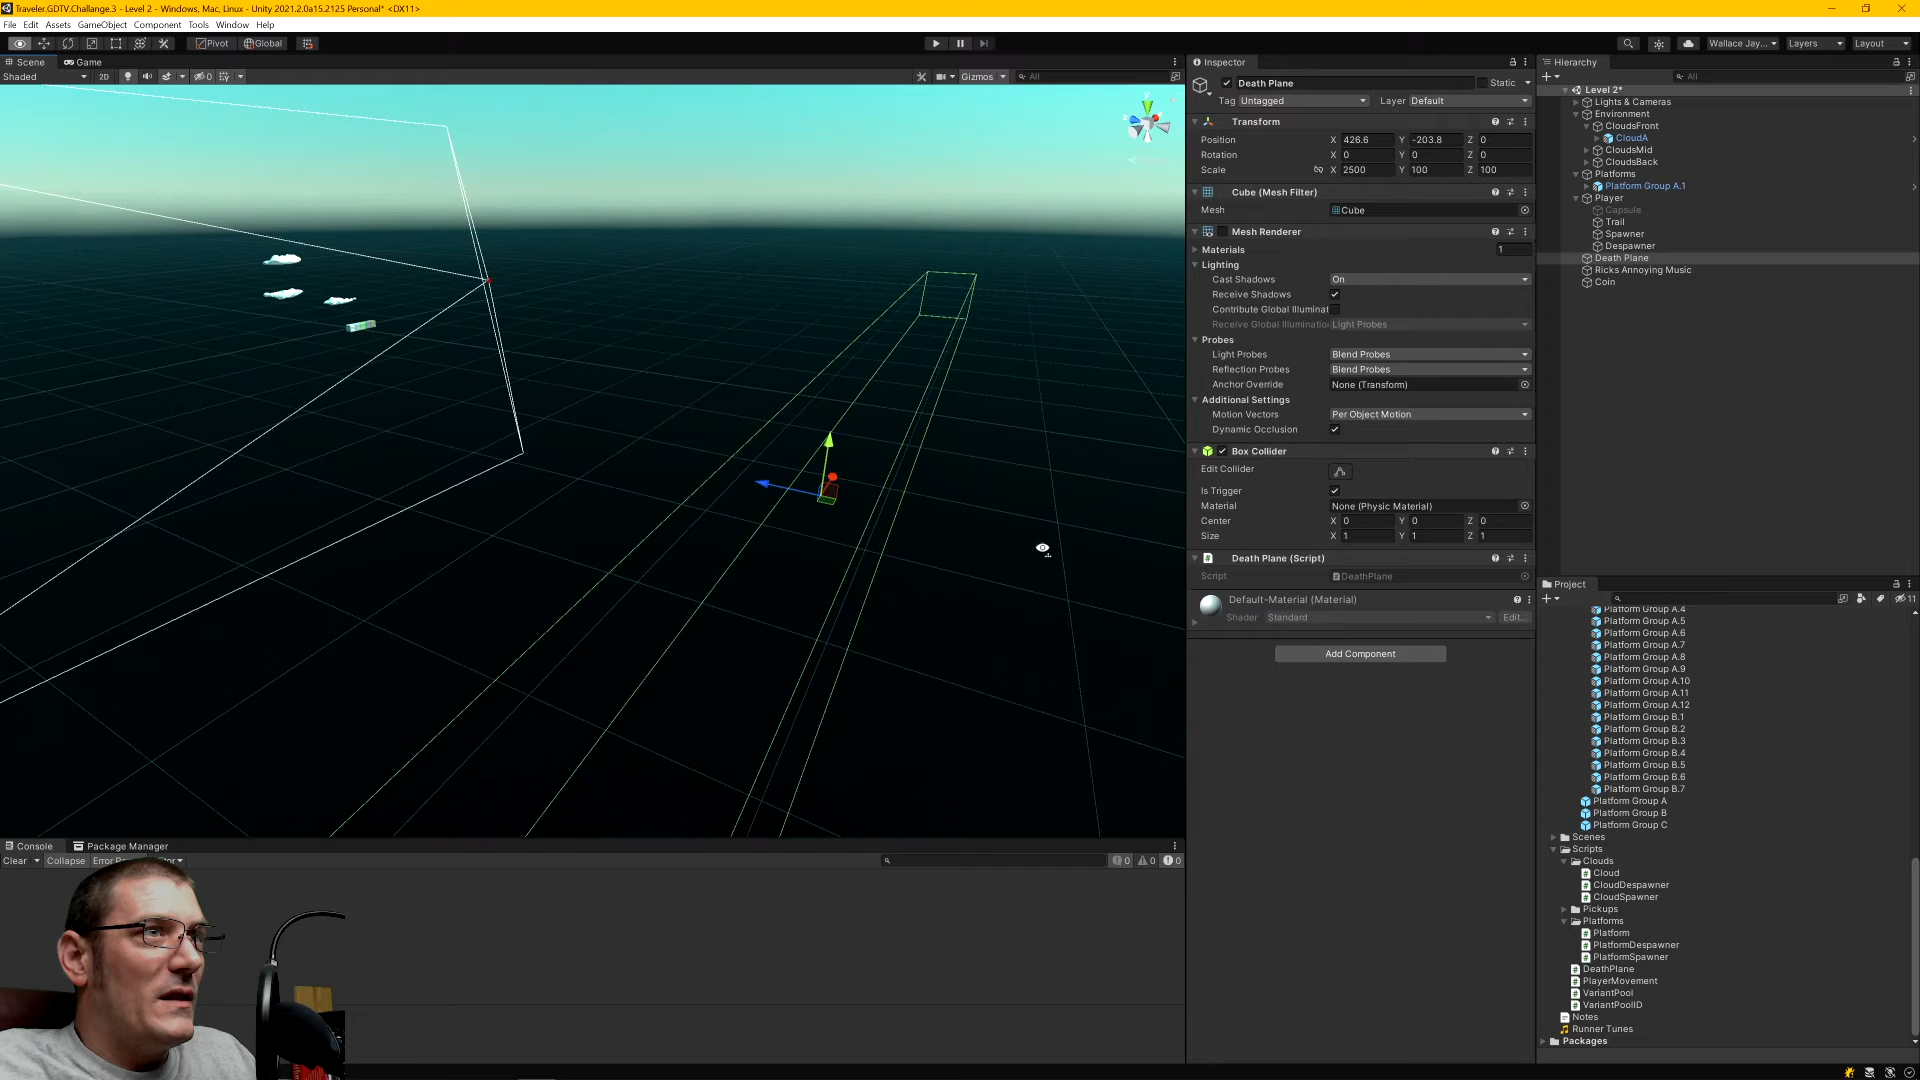 Traveler.GDTV.Challange.3 - Level 2 - Windows, Mac, Linux - Unity 2021.2.0a15.2125 Personal* <DX11>
File Edit Assets GameObject Component Tools Window Help
Pivot Global
Wallace Jay... Layers Layout
Scene Game
Shaded 2D 0 Gizmos All
y
Inspector
Death Plane Static
Tag Untagged Layer Default
Transform
Position X 426.6 Y -203.8 Z 0
Rotation X 0 Y 0 Z 0
Scale X 2500 Y 100 Z 100
Cube (Mesh Filter)
Mesh Cube
Mesh Renderer
Materials 1
Lighting
Cast Shadows On
Receive Shadows
Contribute Global Illuminat
Receive Global Illumination Light Probes
Probes
Light Probes Blend Probes
Reflection Probes Blend Probes
Anchor Override None (Transform)
Additional Settings
Motion Vectors Per Object Motion
Dynamic Occlusion
Box Collider
Edit Collider
Is Trigger
Material None (Physic Material)
Center X 0 Y 0 Z 0
Size X 1 Y 1 Z 1
Death Plane (Script)
Script DeathPlane
Default-Material (Material)
Shader Standard Edit...
Add Component
Hierarchy
All
Level 2*
Lights & Cameras
Environment
CloudsFront
CloudA
CloudsMid
CloudsBack
Platforms
Platform Group A.1
Player
Capsule
Trail
Spawner
Despawner
Death Plane
Ricks Annoying Music
Coin
Project
11
Platform Group A.4
Platform Group A.5
Platform Group A.6
Platform Group A.7
Platform Group A.8
Platform Group A.9
Platform Group A.10
Platform Group A.11
Platform Group A.12
Platform Group B.1
Platform Group B.2
Platform Group B.3
Platform Group B.4
Platform Group B.5
Platform Group B.6
Platform Group B.7
Platform Group A
Platform Group B
Platform Group C
Scenes
Scripts
Clouds
Cloud
CloudDespawner
CloudSpawner
Pickups
Platforms
Platform
PlatformDespawner
PlatformSpawner
DeathPlane
PlayerMovement
VariantPool
VariantPoolID
Notes
Runner Tunes
Packages
Console Package Manager
Clear Collapse Error 0 0 0